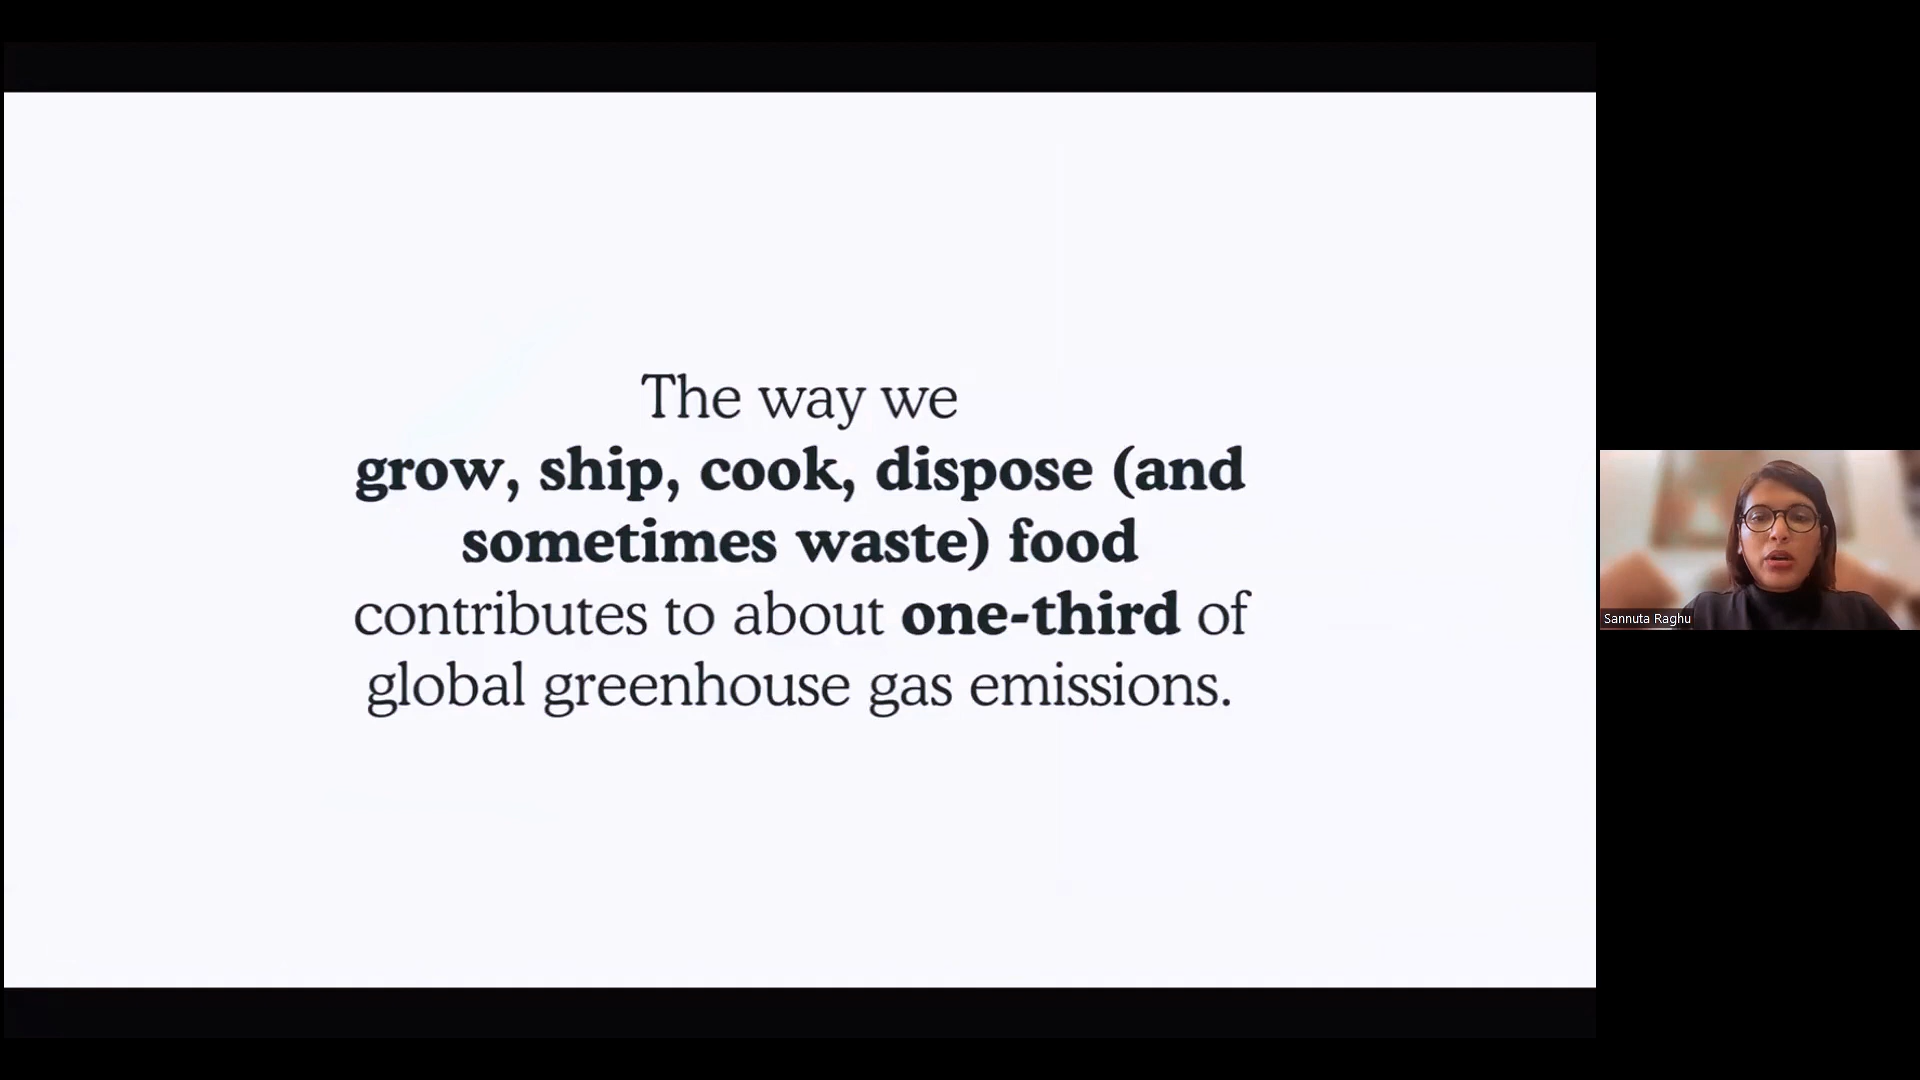 The way we
grow, ship, cook, dispose (and
sometimes waste) food
contributes to about one-third of
global greenhouse gas emissions.
Sannuta Raghu